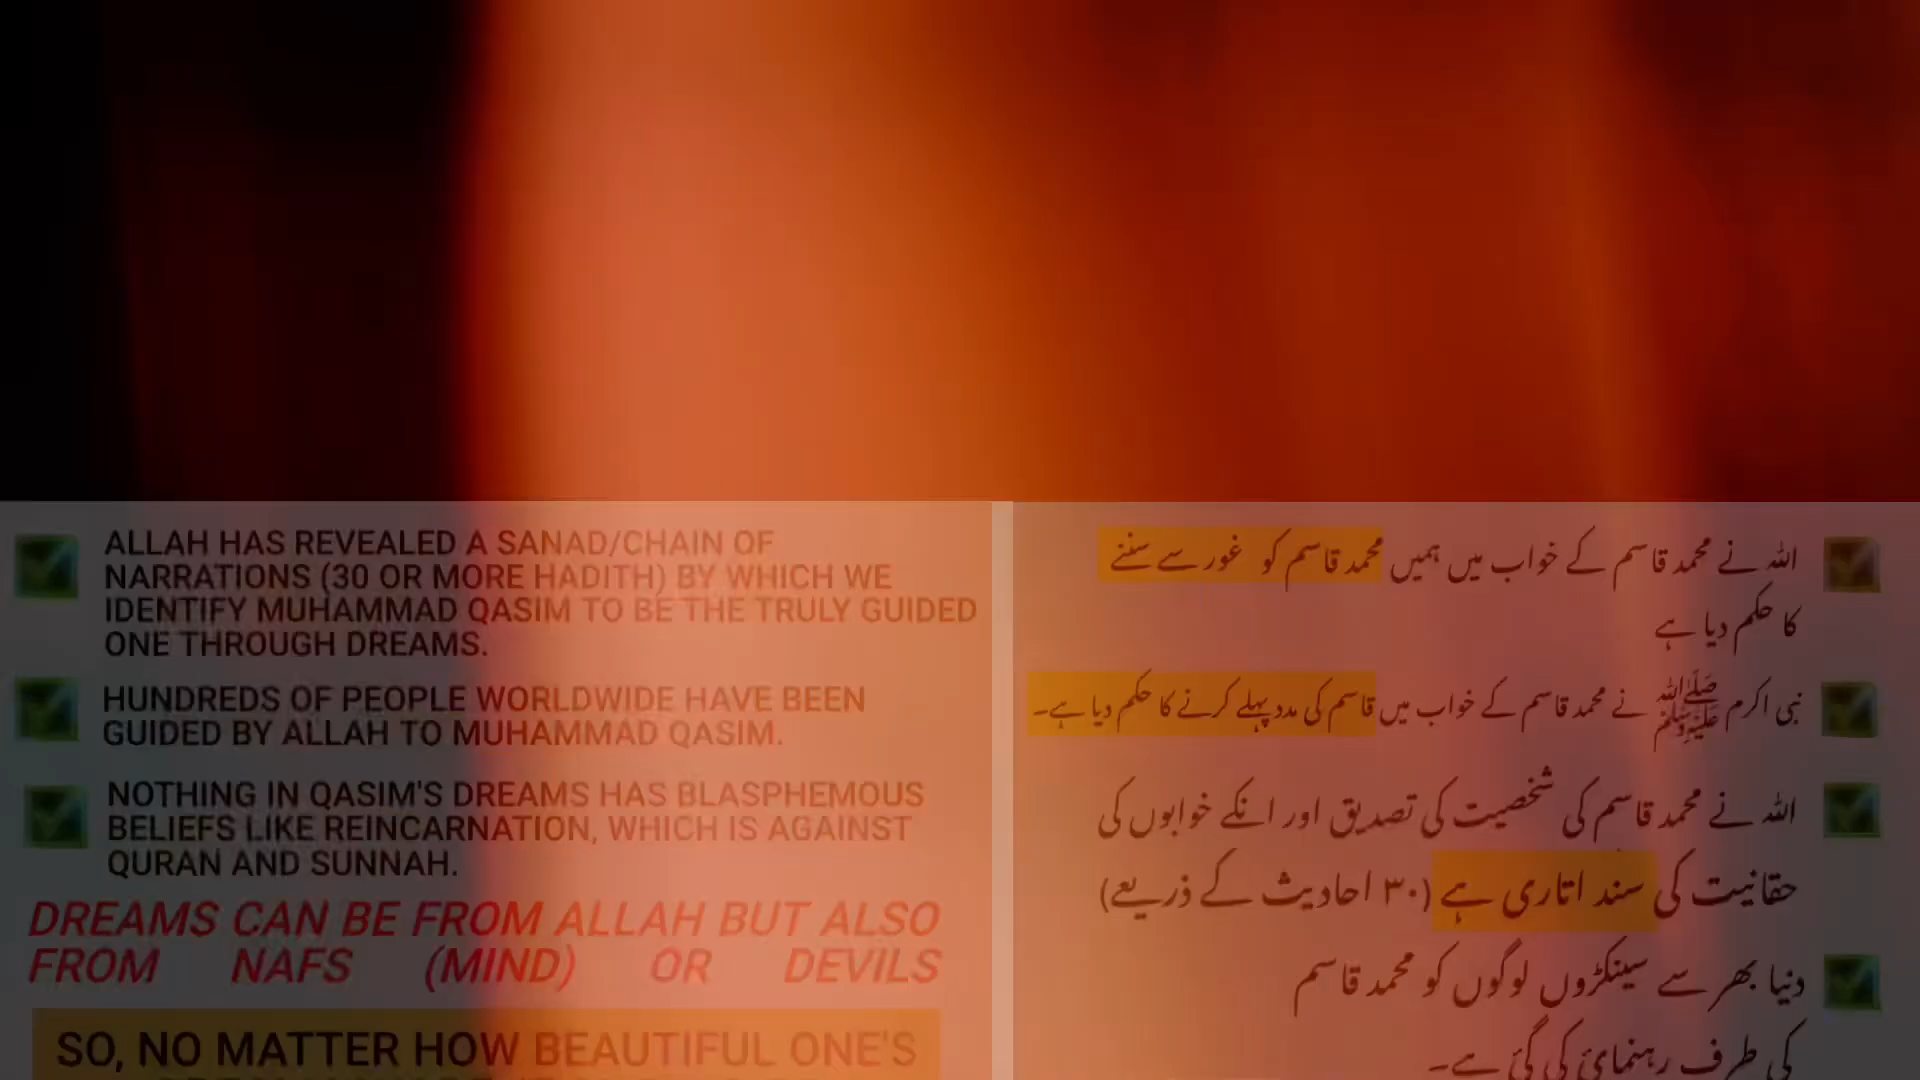 ALLAH HAS REVEALED A SANAD/CHAIN OF
NARRATIONS (30 OR MORE HADITH) BY WHICH WE
IDENTIFY MUHAMMAD QASIM TO BE THE TRULY GUIDED
ONE THROUGH DREAMS.
HUNDREDS OF PEOPLE WORLDWIDE HAVE BEEN
GUIDED BY ALLAH TO MUHAMMAD QASIM.
NOTHING IN QASIM'S DREAMS HAS BLASPHEMOUS
BELIEFS LIKE REINCARNATION, WHICH IS AGAINST
QURAN AND SUNNAH.
DREAMS CAN BE FROM ALLAH BUT ALSO
FROM NAFS (MIND) OR DEVILS
SO, NO MATTER HOW BEAUTIFUL ONE'S
اللہ نے محمد قاسم کے خواب میں ہمیں محمد قاسم کو غور سے سننے
کا حکم دیا ہے
نبی اکرم ﷺ نے محمد قاسم کے خواب میں قاسم کی مدد پہلے کرنے کا حکم دیا ہے۔
اللہ نے محمد قاسم کی شخصیت کی تصدیق اور انکے خوابوں کی
حقانیت کی سند اتاری ہے (۳۰ احادیث کے ذریعے)
دنیا بھر سے سینکڑوں لوگوں کو محمد قاسم
کی طرف رہنمائ کی گئ ہے۔